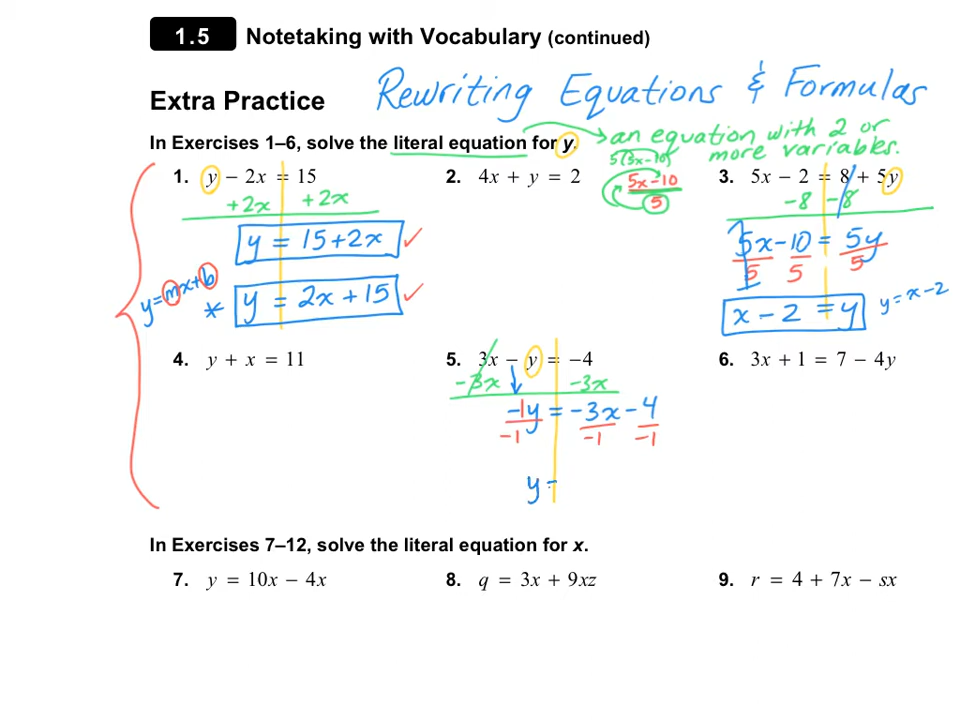 1.5 Notetaking with Vocabulary (continued)
Extra Practice
Rewriting Equations & Formulas
In Exercises 1–6, solve the literal equation for y.
an equation with 2 or
more variables.
1. y − 2x = 15
+2x +2x
y = 15+2x ✓
y=mx+b
* y = 2x+15 ✓
2. 4x + y = 2
5(3x-10)
5x-10
5
3. 5x − 2 = 8 + 5y
-8 -8
5x-10 = 5y
5 5 5
x - 2 = y
y=x-2
4. y + x = 11
5. 3x − y = −4
-3x -3x
-1y = -3x-4
-1 -1 -1
y =
6. 3x + 1 = 7 − 4y
In Exercises 7–12, solve the literal equation for x.
7. y = 10x − 4x
8. q = 3x + 9xz
9. r = 4 + 7x − sx